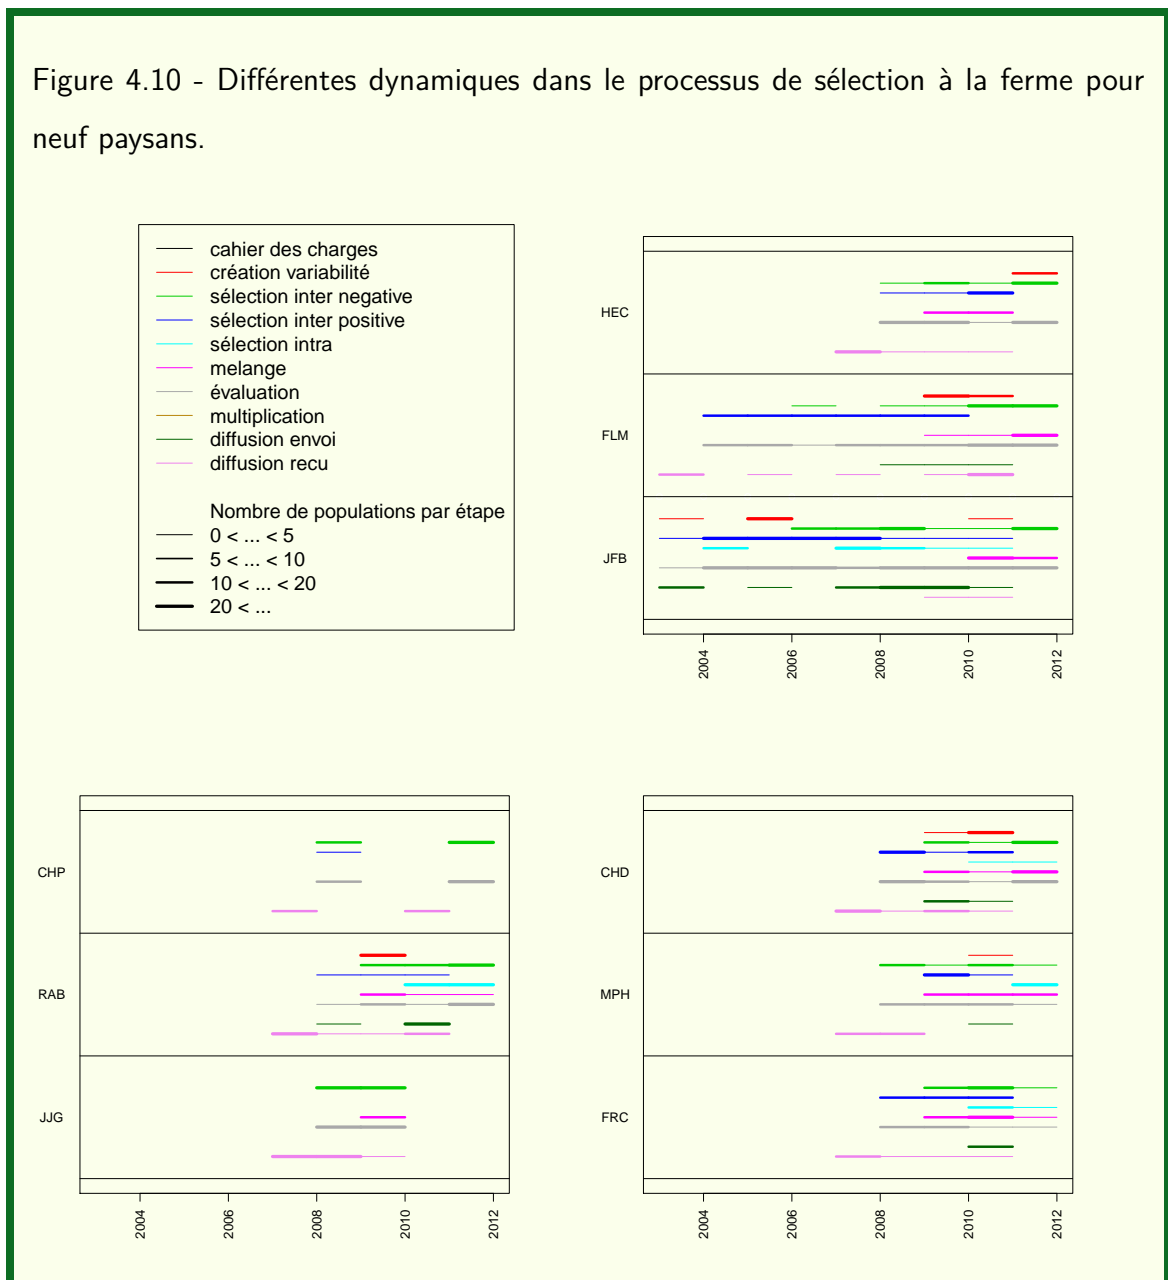 Figure 4.10 - Différentes dynamiques dans le processus de sélection à la ferme pour
neuf paysans.
cahier des charges
création variabilité
sélection inter negative
sélection inter positive
sélection intra
melange
évaluation
multiplication
diffusion envoi
diffusion recu
Nombre de populations par étape
0 < ... < 5
5 < ... < 10
10 < ... < 20
20 < ...
HEC
FLM
JFB
2004
2006
2008
2010
2012
CHP
RAB
JJG
2004
2006
2008
2010
2012
CHD
MPH
FRC
2004
2006
2008
2010
2012